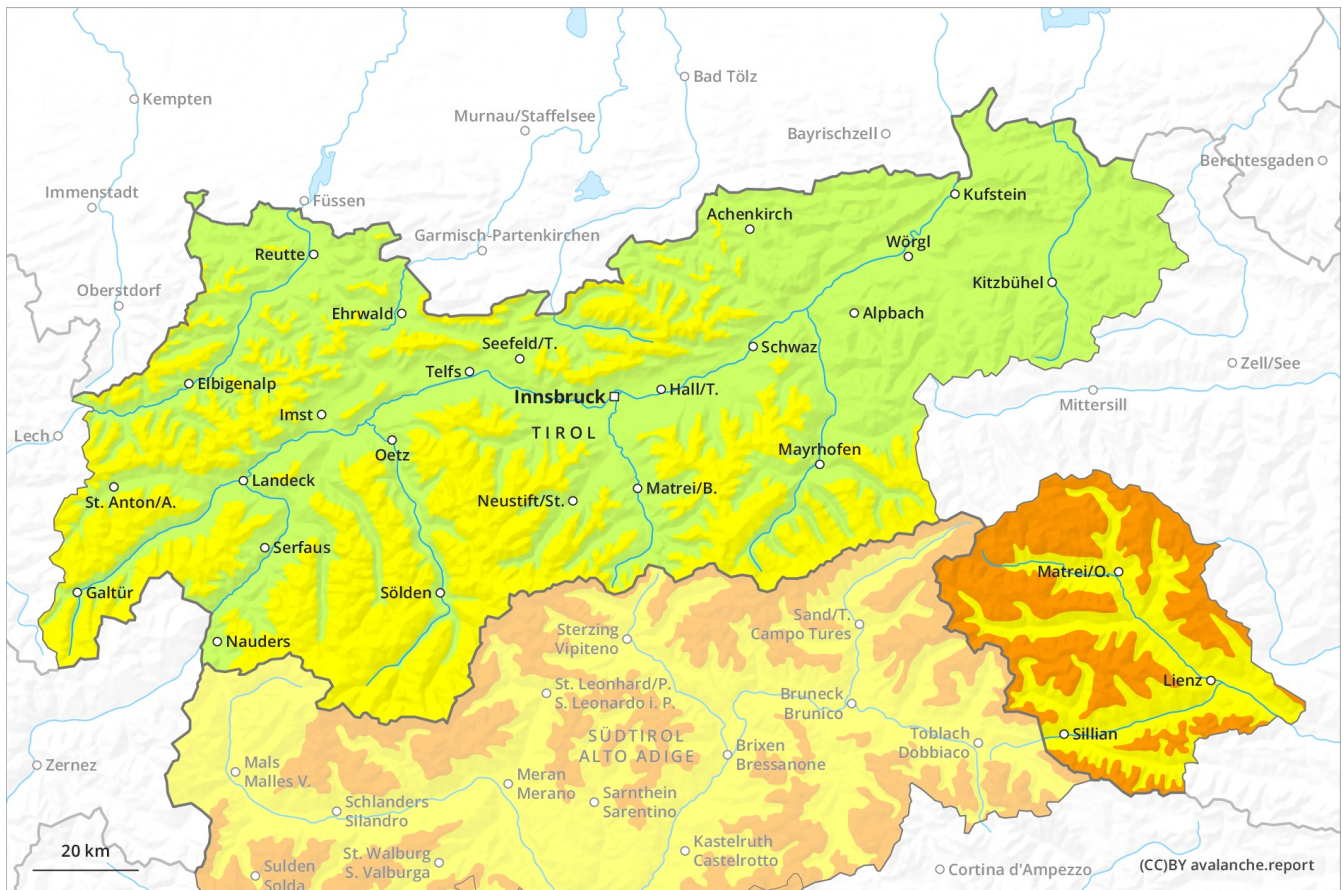 Bad Tölz
Kempten
Murnau/Staffelsee
Bayrischzell
Berchtesgaden
Immenstadt
Füssen
Kufstein
Achenkirch
Garmisch-Partenkirchen
Wörgl
Reutte
Kitzbühel
Oberstdorf
Ehrwald
Alpbach
Seefeld/T.
Schwaz
Zell/See
Telfs
Elbigenalp
Hall/T.
Innsbruck
Mittersill
Imst
TIROL
Lech
Oetz
Mayrhofen
Landeck
Matrei/B.
St. Anton/A.
Neustift/St.
Serfaus
Matrei/O.
Galtür
Sölden
Sand/T.
Campo Tures
Sterzing
Vipiteno
Nauders
Lienz
St. Leonhard/P.
S. Leonardo i. P.
Bruneck
Brunico
Sillian
SÜDTIROL
ALTO ADIGE
Toblach
Dobbiaco
Brixen
Bressanone
Zernez
Mals
Malles V.
Meran
Merano
Sarnthein
Sarentino
Schlanders
Silandro
20 km
St. Walburg
S. Valburga
Kastelruth
Castelrotto
Sulden
Solda
Cortina d'Ampezzo
(CC)BY avalanche.report